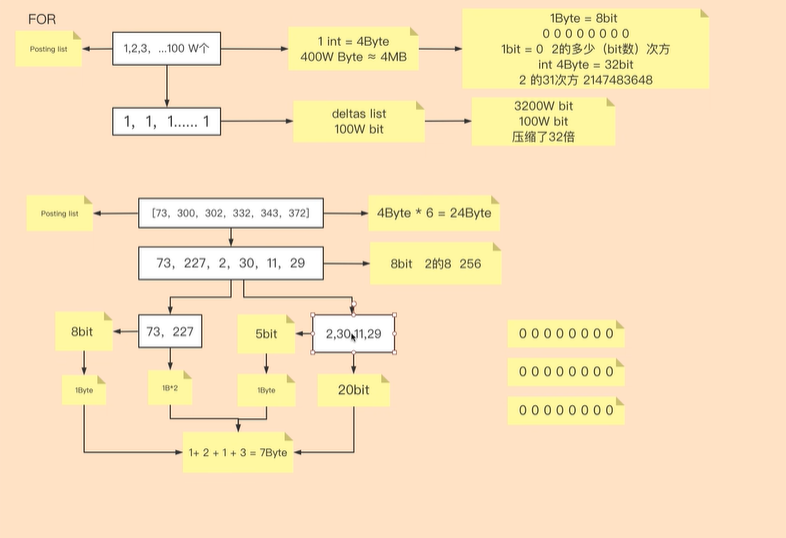 FOR
Posting list
1,2,3, ...100 W个
1 int = 4Byte
400W Byte ≈ 4MB
1Byte = 8bit
0 0 0 0 0 0 0 0
1bit = 0 2的多少（bit数）次方
int 4Byte = 32bit
2 的31次方 2147483648
1, 1, 1...... 1
deltas list
100W bit
3200W bit
100W bit
压缩了32倍
Posting list
[73, 300, 302, 332, 343, 372]
4Byte * 6 = 24Byte
73, 227, 2, 30, 11, 29
8bit 2的8 256
8bit
73, 227
5bit
2,30,11,29
0 0 0 0 0 0 0 0
1Byte
1B*2
1Byte
20bit
0 0 0 0 0 0 0 0
0 0 0 0 0 0 0 0
1+ 2 + 1 + 3 = 7Byte